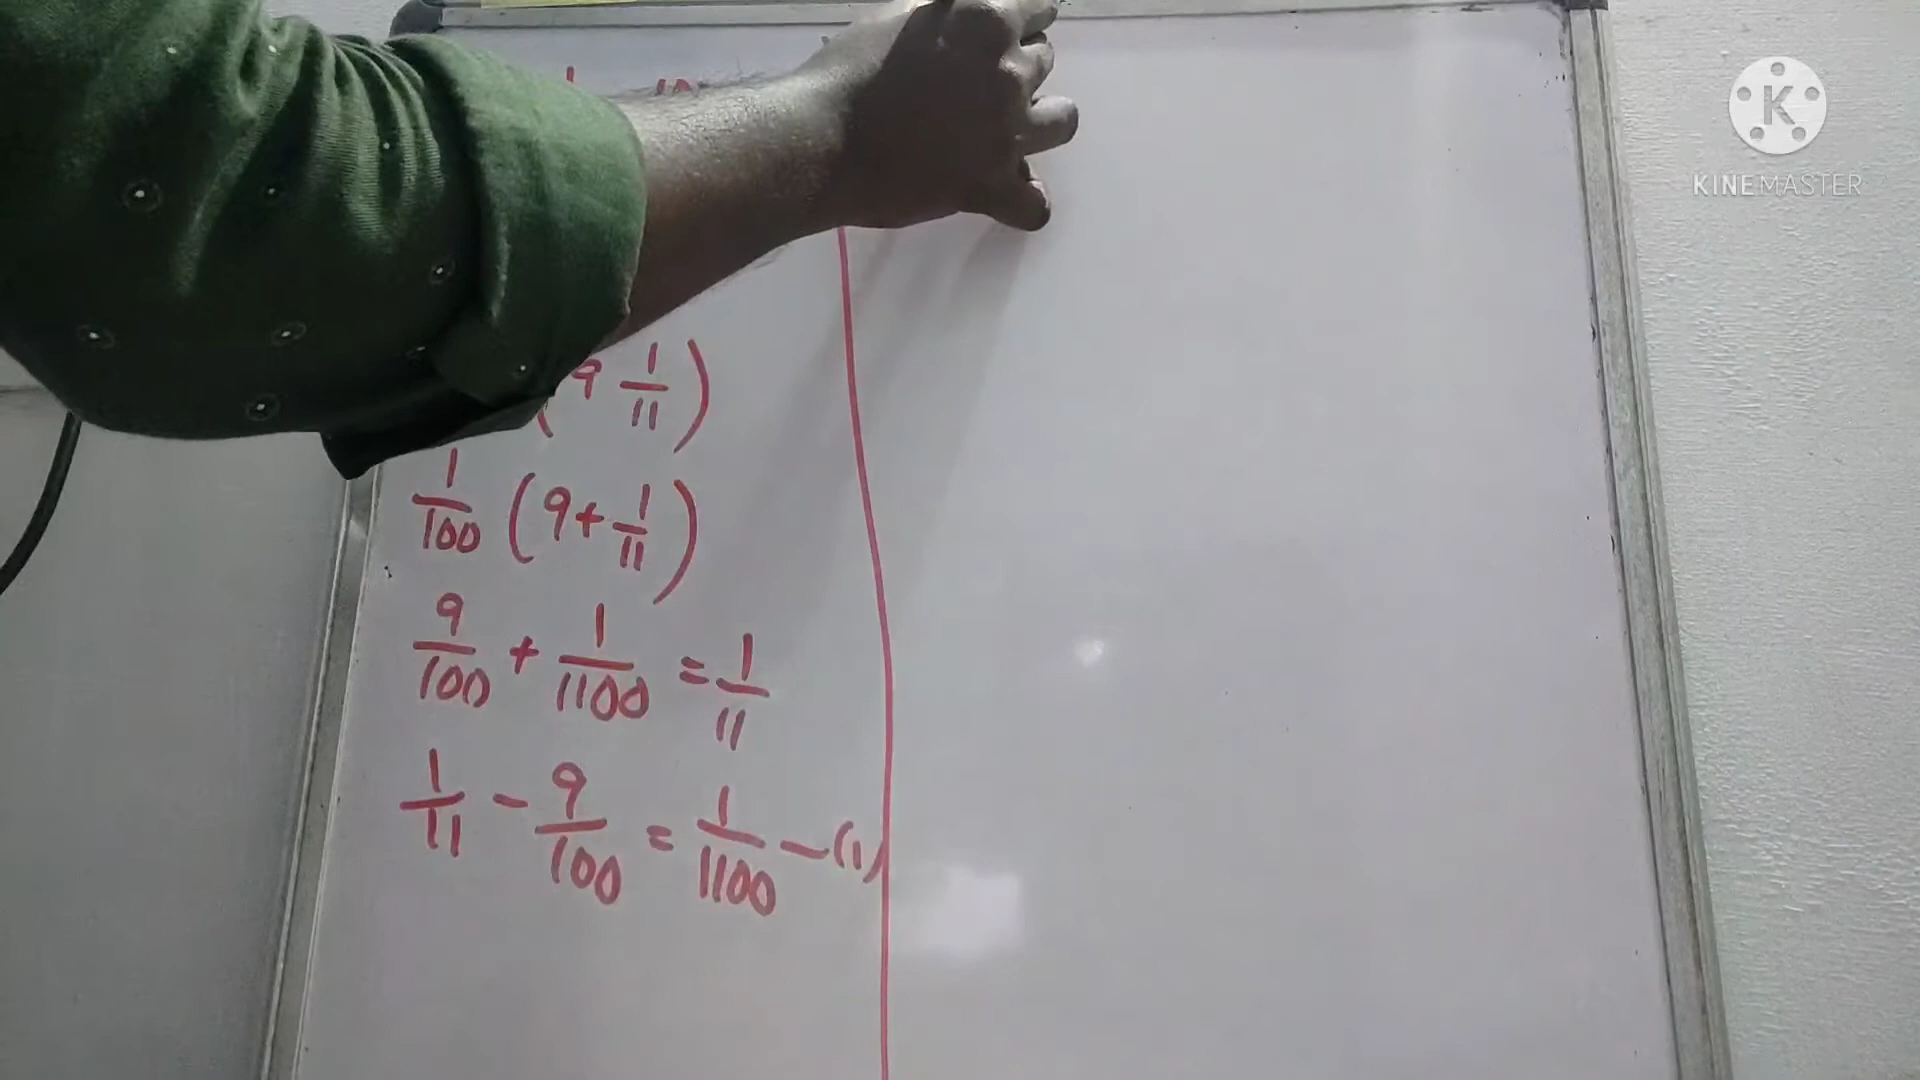 9 1/11)
1/100 (9 + 1/11)
9/100 + 1/1100 = 1/11
1/11 - 9/100 = 1/1100 - (1)
KINEMASTER